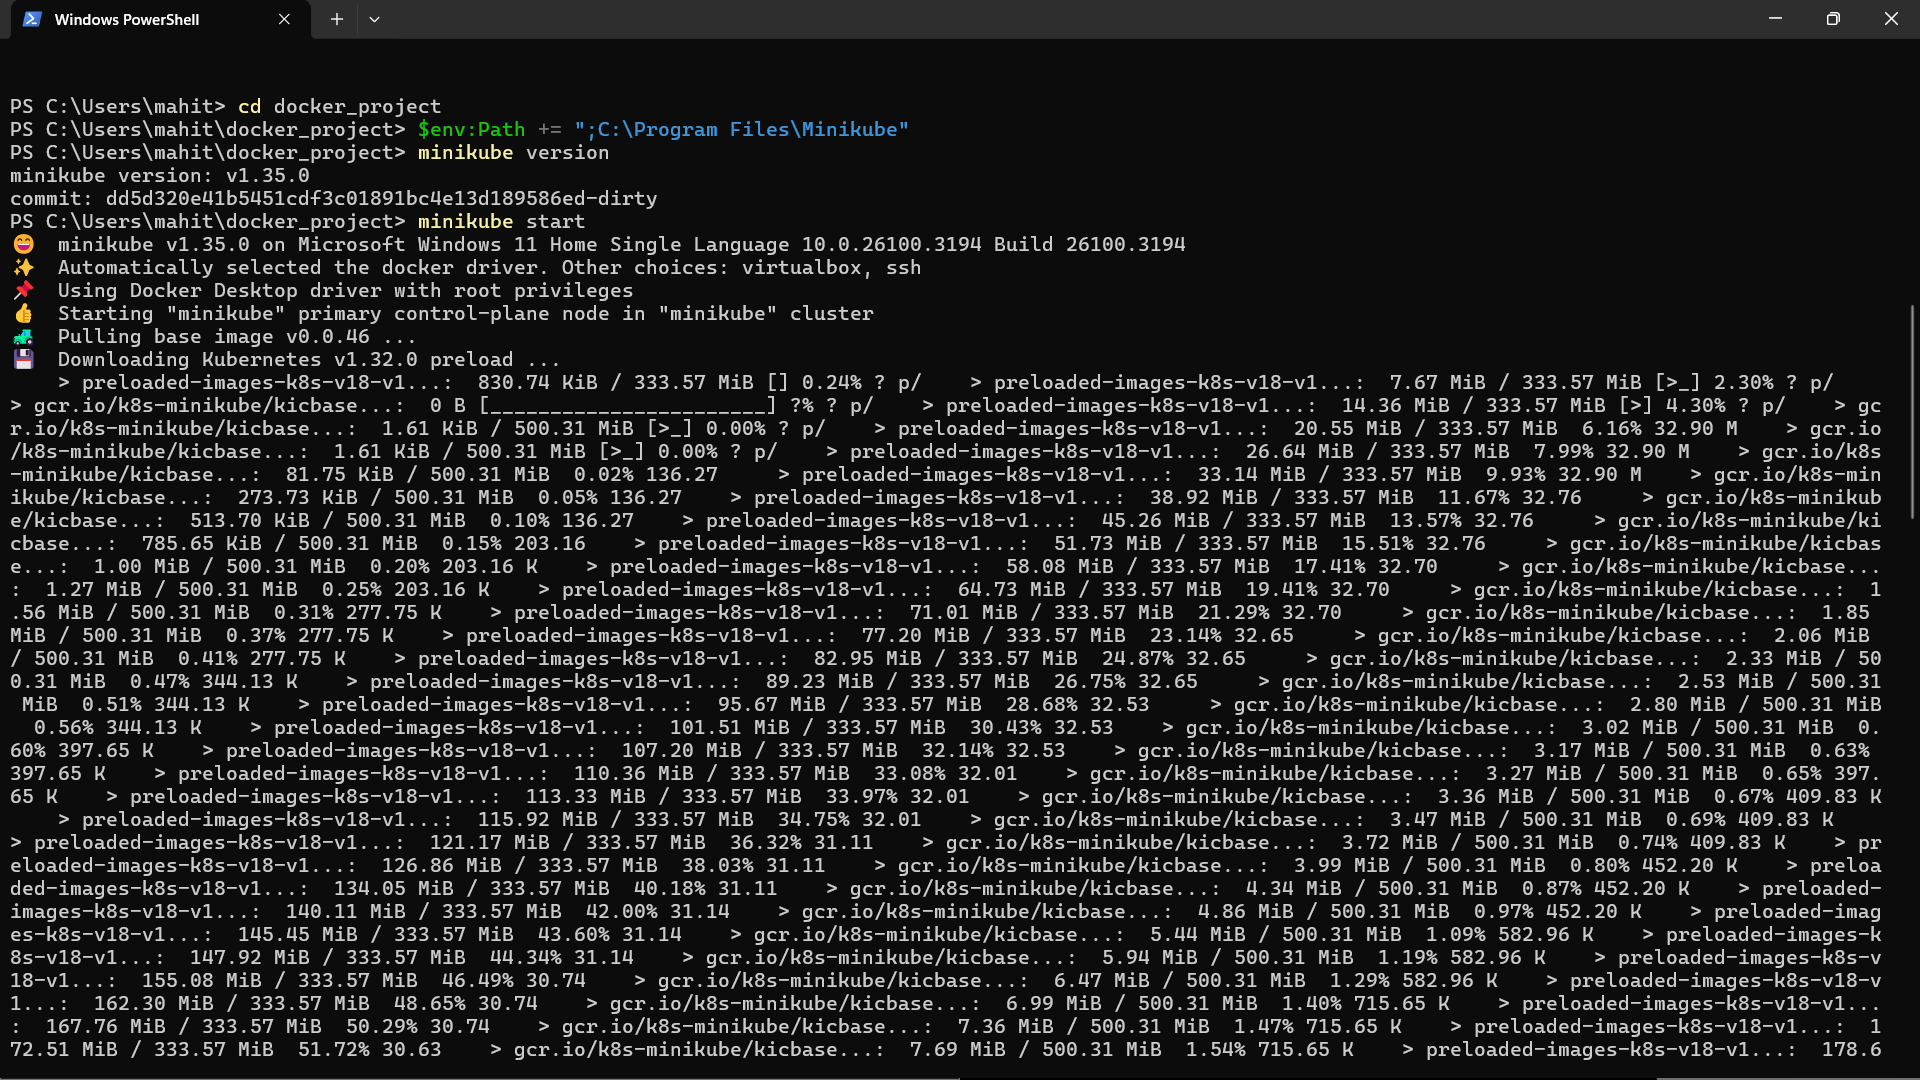 Windows PowerShell
PS C:\Users\mahit> cd docker_project
PS C:\Users\mahit\docker_project> $env:Path += ";C:\Program Files\Minikube"
PS C:\Users\mahit\docker_project> minikube version
minikube version: v1.35.0
commit: dd5d320e41b5451cdf3c01891bc4e13d189586ed-dirty
PS C:\Users\mahit\docker_project> minikube start
😄  minikube v1.35.0 on Microsoft Windows 11 Home Single Language 10.0.26100.3194 Build 26100.3194
✨  Automatically selected the docker driver. Other choices: virtualbox, ssh
📌  Using Docker Desktop driver with root privileges
👍  Starting "minikube" primary control-plane node in "minikube" cluster
🚜  Pulling base image v0.0.46 ...
💾  Downloading Kubernetes v1.32.0 preload ...
    > preloaded-images-k8s-v18-v1...:  830.74 KiB / 333.57 MiB [] 0.24% ? p/    > preloaded-images-k8s-v18-v1...:  7.67 MiB / 333.57 MiB [>_] 2.30% ? p/
> gcr.io/k8s-minikube/kicbase...:  0 B [_______________________] ?% ? p/    > preloaded-images-k8s-v18-v1...:  14.36 MiB / 333.57 MiB [>] 4.30% ? p/    > gc
r.io/k8s-minikube/kicbase...:  1.61 KiB / 500.31 MiB [>_] 0.00% ? p/    > preloaded-images-k8s-v18-v1...:  20.55 MiB / 333.57 MiB  6.16% 32.90 M    > gcr.io
/k8s-minikube/kicbase...:  1.61 KiB / 500.31 MiB [>_] 0.00% ? p/    > preloaded-images-k8s-v18-v1...:  26.64 MiB / 333.57 MiB  7.99% 32.90 M    > gcr.io/k8s
-minikube/kicbase...:  81.75 KiB / 500.31 MiB  0.02% 136.27     > preloaded-images-k8s-v18-v1...:  33.14 MiB / 333.57 MiB  9.93% 32.90 M    > gcr.io/k8s-min
ikube/kicbase...:  273.73 KiB / 500.31 MiB  0.05% 136.27    > preloaded-images-k8s-v18-v1...:  38.92 MiB / 333.57 MiB  11.67% 32.76     > gcr.io/k8s-minikub
e/kicbase...:  513.70 KiB / 500.31 MiB  0.10% 136.27    > preloaded-images-k8s-v18-v1...:  45.26 MiB / 333.57 MiB  13.57% 32.76     > gcr.io/k8s-minikube/ki
cbase...:  785.65 KiB / 500.31 MiB  0.15% 203.16    > preloaded-images-k8s-v18-v1...:  51.73 MiB / 333.57 MiB  15.51% 32.76     > gcr.io/k8s-minikube/kicbas
e...:  1.00 MiB / 500.31 MiB  0.20% 203.16 K    > preloaded-images-k8s-v18-v1...:  58.08 MiB / 333.57 MiB  17.41% 32.70     > gcr.io/k8s-minikube/kicbase...
:  1.27 MiB / 500.31 MiB  0.25% 203.16 K    > preloaded-images-k8s-v18-v1...:  64.73 MiB / 333.57 MiB  19.41% 32.70     > gcr.io/k8s-minikube/kicbase...:  1
.56 MiB / 500.31 MiB  0.31% 277.75 K    > preloaded-images-k8s-v18-v1...:  71.01 MiB / 333.57 MiB  21.29% 32.70     > gcr.io/k8s-minikube/kicbase...:  1.85
MiB / 500.31 MiB  0.37% 277.75 K    > preloaded-images-k8s-v18-v1...:  77.20 MiB / 333.57 MiB  23.14% 32.65     > gcr.io/k8s-minikube/kicbase...:  2.06 MiB
/ 500.31 MiB  0.41% 277.75 K    > preloaded-images-k8s-v18-v1...:  82.95 MiB / 333.57 MiB  24.87% 32.65     > gcr.io/k8s-minikube/kicbase...:  2.33 MiB / 50
0.31 MiB  0.47% 344.13 K    > preloaded-images-k8s-v18-v1...:  89.23 MiB / 333.57 MiB  26.75% 32.65     > gcr.io/k8s-minikube/kicbase...:  2.53 MiB / 500.31
 MiB  0.51% 344.13 K    > preloaded-images-k8s-v18-v1...:  95.67 MiB / 333.57 MiB  28.68% 32.53     > gcr.io/k8s-minikube/kicbase...:  2.80 MiB / 500.31 MiB
  0.56% 344.13 K    > preloaded-images-k8s-v18-v1...:  101.51 MiB / 333.57 MiB  30.43% 32.53    > gcr.io/k8s-minikube/kicbase...:  3.02 MiB / 500.31 MiB  0.
60% 397.65 K    > preloaded-images-k8s-v18-v1...:  107.20 MiB / 333.57 MiB  32.14% 32.53    > gcr.io/k8s-minikube/kicbase...:  3.17 MiB / 500.31 MiB  0.63%
397.65 K    > preloaded-images-k8s-v18-v1...:  110.36 MiB / 333.57 MiB  33.08% 32.01    > gcr.io/k8s-minikube/kicbase...:  3.27 MiB / 500.31 MiB  0.65% 397.
65 K    > preloaded-images-k8s-v18-v1...:  113.33 MiB / 333.57 MiB  33.97% 32.01    > gcr.io/k8s-minikube/kicbase...:  3.36 MiB / 500.31 MiB  0.67% 409.83 K
    > preloaded-images-k8s-v18-v1...:  115.92 MiB / 333.57 MiB  34.75% 32.01    > gcr.io/k8s-minikube/kicbase...:  3.47 MiB / 500.31 MiB  0.69% 409.83 K
> preloaded-images-k8s-v18-v1...:  121.17 MiB / 333.57 MiB  36.32% 31.11    > gcr.io/k8s-minikube/kicbase...:  3.72 MiB / 500.31 MiB  0.74% 409.83 K    > pr
eloaded-images-k8s-v18-v1...:  126.86 MiB / 333.57 MiB  38.03% 31.11    > gcr.io/k8s-minikube/kicbase...:  3.99 MiB / 500.31 MiB  0.80% 452.20 K    > preloa
ded-images-k8s-v18-v1...:  134.05 MiB / 333.57 MiB  40.18% 31.11    > gcr.io/k8s-minikube/kicbase...:  4.34 MiB / 500.31 MiB  0.87% 452.20 K    > preloaded-
images-k8s-v18-v1...:  140.11 MiB / 333.57 MiB  42.00% 31.14    > gcr.io/k8s-minikube/kicbase...:  4.86 MiB / 500.31 MiB  0.97% 452.20 K    > preloaded-imag
es-k8s-v18-v1...:  145.45 MiB / 333.57 MiB  43.60% 31.14    > gcr.io/k8s-minikube/kicbase...:  5.44 MiB / 500.31 MiB  1.09% 582.96 K    > preloaded-images-k
8s-v18-v1...:  147.92 MiB / 333.57 MiB  44.34% 31.14    > gcr.io/k8s-minikube/kicbase...:  5.94 MiB / 500.31 MiB  1.19% 582.96 K    > preloaded-images-k8s-v
18-v1...:  155.08 MiB / 333.57 MiB  46.49% 30.74    > gcr.io/k8s-minikube/kicbase...:  6.47 MiB / 500.31 MiB  1.29% 582.96 K    > preloaded-images-k8s-v18-v
1...:  162.30 MiB / 333.57 MiB  48.65% 30.74    > gcr.io/k8s-minikube/kicbase...:  6.99 MiB / 500.31 MiB  1.40% 715.65 K    > preloaded-images-k8s-v18-v1...
:  167.76 MiB / 333.57 MiB  50.29% 30.74    > gcr.io/k8s-minikube/kicbase...:  7.36 MiB / 500.31 MiB  1.47% 715.65 K    > preloaded-images-k8s-v18-v1...:  1
72.51 MiB / 333.57 MiB  51.72% 30.63    > gcr.io/k8s-minikube/kicbase...:  7.69 MiB / 500.31 MiB  1.54% 715.65 K    > preloaded-images-k8s-v18-v1...:  178.6